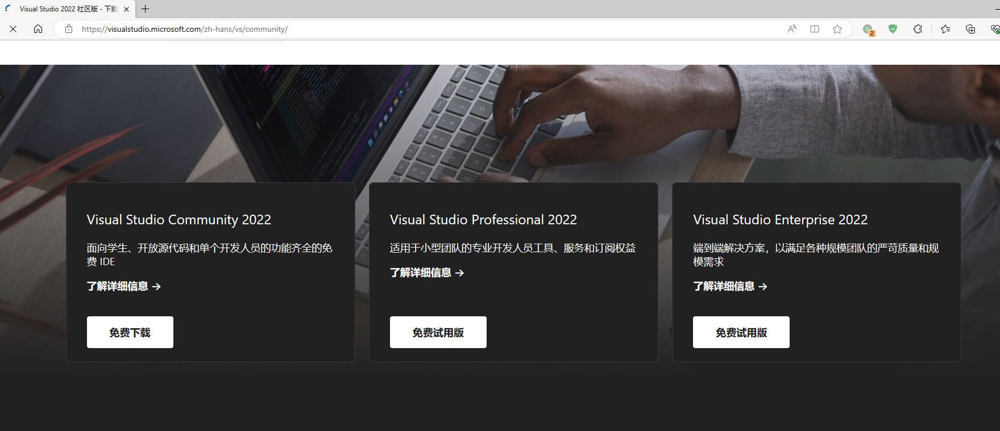 Visual Studio 2022 社区版 - 下载
https://visualstudio.microsoft.com/zh-hans/vs/community/
2
Visual Studio Community 2022
面向学生、开放源代码和单个开发人员的功能齐全的免
费 IDE
了解详细信息 →
免费下载
Visual Studio Professional 2022
适用于小型团队的专业开发人员工具、服务和订阅权益
了解详细信息 →
免费试用版
Visual Studio Enterprise 2022
端到端解决方案，以满足各种规模团队的严苛质量和规
模需求
了解详细信息 →
免费试用版